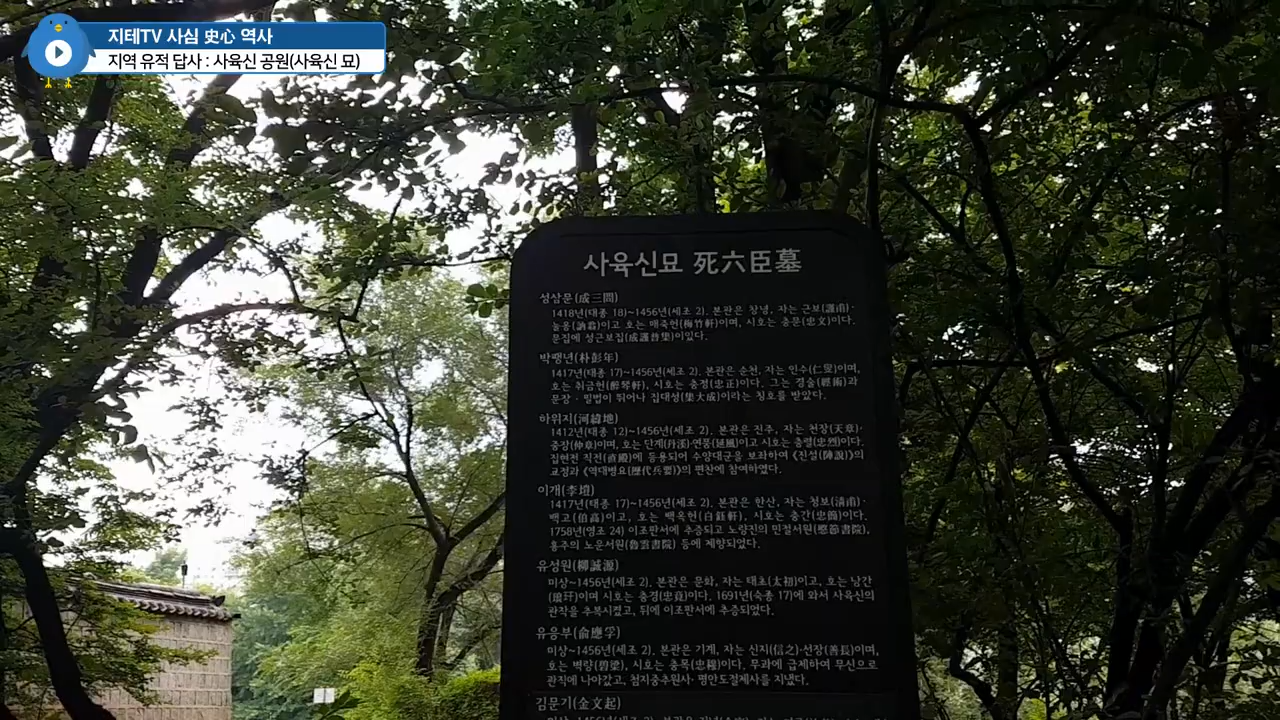 지테TV 사심 史心 역사
지역 유적 답사 : 사육신 공원(사육신 묘)
사육신묘 死六臣墓
성삼문(成三問)
1418년(태종 18)~1456년(세조 2). 본관은 창녕, 자는 근보(謹甫)·
눌옹(訥翁)이고 호는 매죽헌(梅竹軒)이며, 시호는 충문(忠文)이다.
문집에 성근보집(成謹甫集)이있다.
박팽년(朴彭年)
1417년(태종 17)~1456년(세조 2). 본관은 순천, 자는 인수(仁叟)이며,
호는 취금헌(醉琴軒), 시호는 충정(忠正)이다. 그는 경술(經術)과
문장·필법이 뛰어나 집대성(集大成)이라는 칭호를 받았다.
하위지(河緯地)
1412년(태종 12)~1456년(세조 2). 본관은 진주, 자는 천장(天章)·
중장(仲章)이며, 호는 단계(丹溪)·연풍(延風)이고 시호는 충렬(忠烈)이다.
집현전 직전(直殿)에 등용되어 수양대군을 보좌하여 《진설(陣說)》의
교정과 《역대병요(歷代兵要)》의 편찬에 참여하였다.
이개(李塏)
1417년(태종 17)~1456년(세조 2). 본관은 한산, 자는 청보(淸甫)·
백고(伯高)이고, 호는 백옥헌(白玉軒), 시호는 충간(忠簡)이다.
1758년(영조 24) 이조판서에 추증되고 노량진의 민절서원(愍節書院),
홍주의 노운서원(魯雲書院) 등에 제향되었다.
유성원(柳誠源)
미상~1456년(세조 2). 본관은 문화, 자는 태초(太初)이고, 호는 낭간
(琅玕)이며 시호는 충경(忠景)이다. 1691년(숙종 17)에 와서 사육신의
관작을 추복시켰고, 뒤에 이조판서에 추증되었다.
유응부(兪應孚)
미상~1456년(세조 2). 본관은 기계, 자는 신지(信之)·선장(善長)이며,
호는 벽량(碧梁), 시호는 충목(忠穆)이다. 무과에 급제하여 무신으로
관직에 나아갔고, 첨지중추원사·평안도절제사를 지냈다.
김문기(金文起)